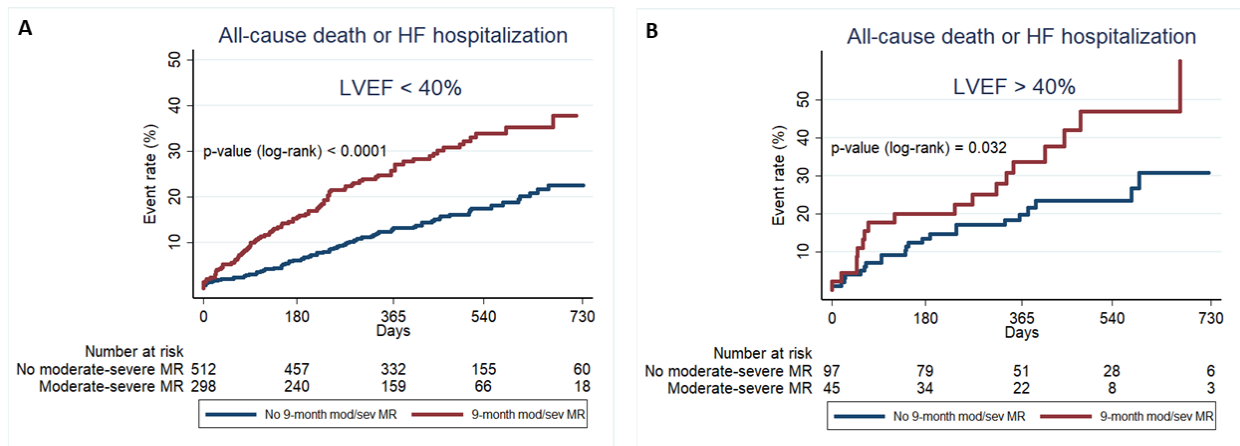 A
All-cause death or HF hospitalization
LVEF < 40%
p-value (log-rank) < 0.0001
Event rate (%)
50
40
30
20
10
0 180 365 540 730
Days
Number at risk
No moderate-severe MR 512 457 332 155 60
Moderate-severe MR 298 240 159 66 18
No 9-month mod/sev MR 9-month mod/sev MR
B
All-cause death or HF hospitalization
LVEF > 40%
p-value (log-rank) = 0.032
Event rate (%)
50
40
30
20
10
0 180 365 540 730
Days
Number at risk
No moderate-severe MR 97 79 51 28 6
Moderate-severe MR 45 34 22 8 3
No 9-month mod/sev MR 9-month mod/sev MR